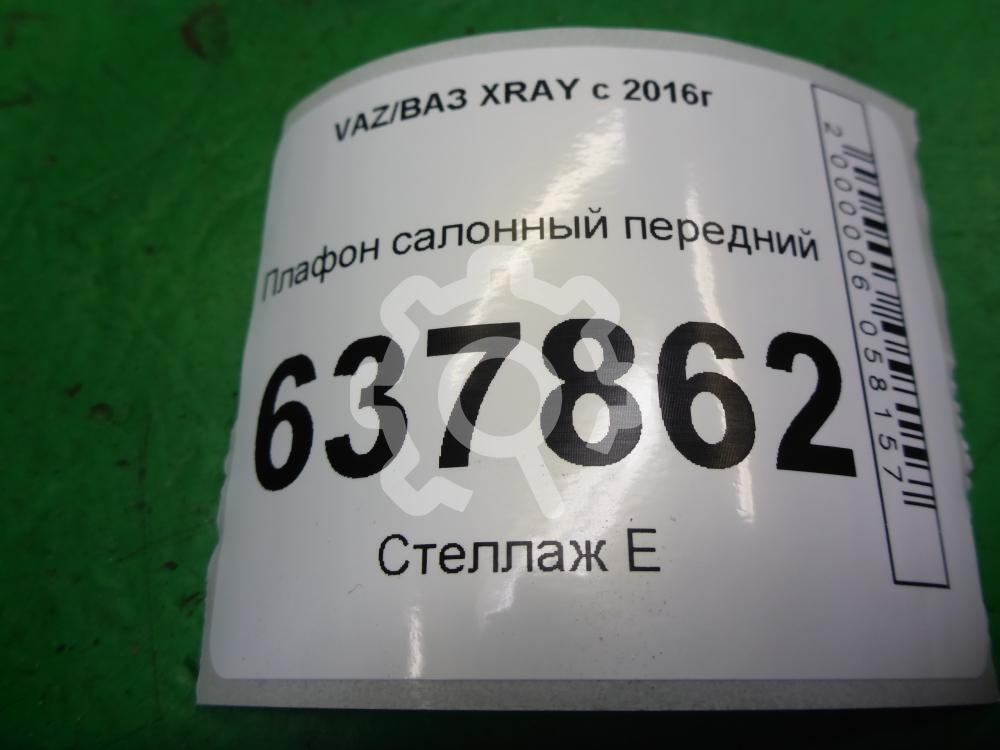 VAZ/ВАЗ XRAY с 2016г
Плафон салонный передний
637862
Стеллаж Е
2000006058157